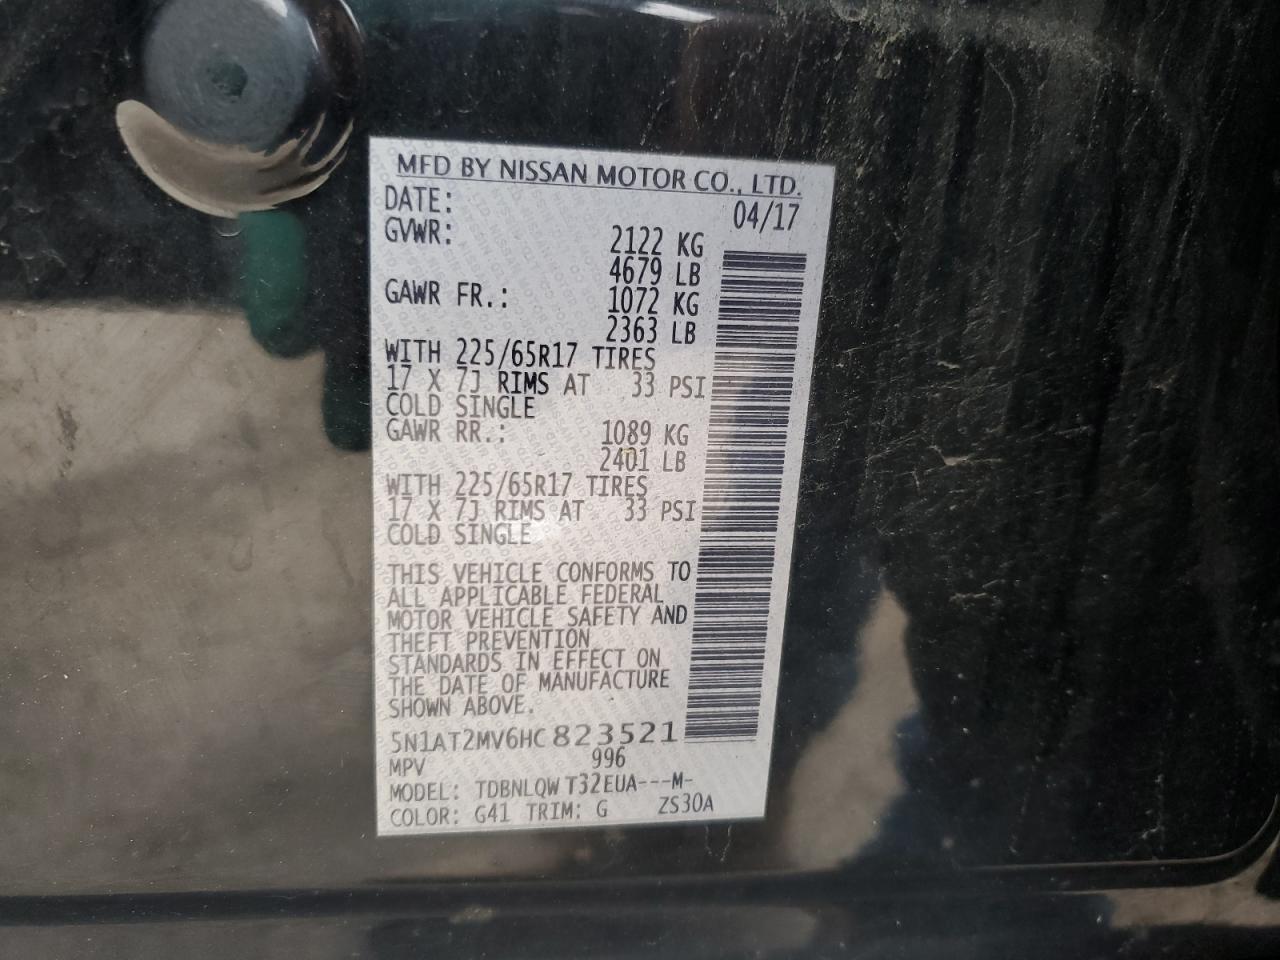 MFD BY NISSAN MOTOR CO., LTD.
DATE: 04/17
GVWR: 2122 KG
4679 LB
GAWR FR.: 1072 KG
2363 LB
WITH 225/65R17 TIRES
17 X 7J RIMS AT 33 PSI
COLD SINGLE
GAWR RR.: 1089 KG
2401 LB
WITH 225/65R17 TIRES
17 X 7J RIMS AT 33 PSI
COLD SINGLE
THIS VEHICLE CONFORMS TO
ALL APPLICABLE FEDERAL
MOTOR VEHICLE SAFETY AND
THEFT PREVENTION
STANDARDS IN EFFECT ON
THE DATE OF MANUFACTURE
SHOWN ABOVE.
5N1AT2MV6HC823521
MPV 996
MODEL: TDBNLQWT32EUA---M-
COLOR: G41 TRIM: G ZS30A